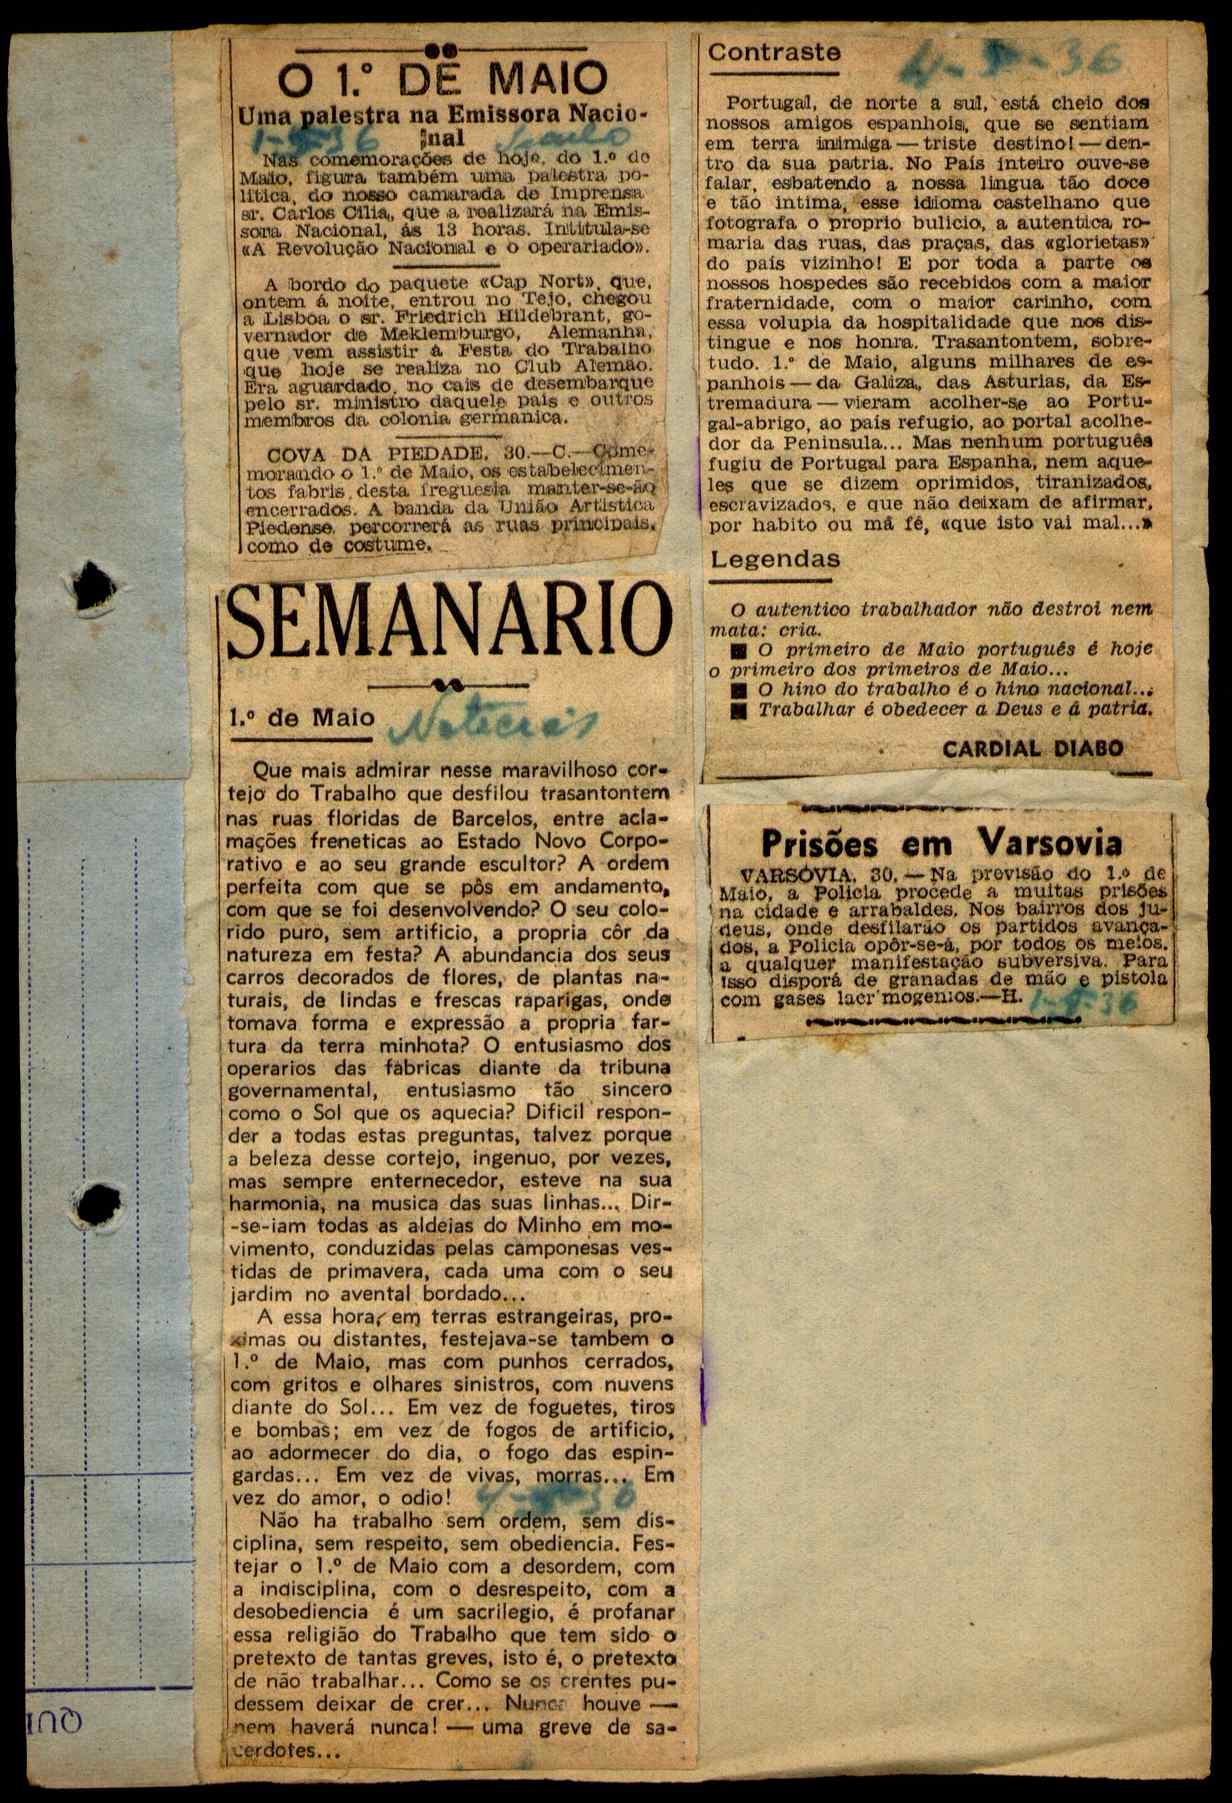 O 1.º DE MAIO
Uma palestra na Emissora Nacio-
nal
1-5-36 Seculo
Nas comemorações de hoje, do 1.º de
Maio, figura também uma palestra po-
lítica, do nosso camarada de Imprensa
sr. Carlos Cilia, que a realizará na Emis-
sora Nacional, ás 13 horas. Intitula-se
«A Revolução Nacional e o operariado».
A bordo do paquete «Cap Nort», que,
ontem á noite, entrou no Tejo, chegou
a Lisboa o sr. Friedrich Hildebrant, go-
vernador de Meklemburgo, Alemanha,
que vem assistir á Festa do Trabalho
que hoje se realiza no Club Alemão.
Era aguardado, no cais de desembarque
pelo sr. ministro daquele país e outros
membros da colonia germanica.
COVA DA PIEDADE, 30.—C.—Come-
morando o 1.º de Maio, os estabelecimen-
tos fabris desta freguesia manter-se-ão
encerrados. A banda da União Artistica
Piedense, percorrerá as ruas principais,
como de costume.
SEMANARIO
1.º de Maio
Noticias
Que mais admirar nesse maravilhoso cor-
tejo do Trabalho que desfilou trasantontem
nas ruas floridas de Barcelos, entre acla-
mações freneticas ao Estado Novo Corpo-
rativo e ao seu grande escultor? A ordem
perfeita com que se pôs em andamento,
com que se foi desenvolvendo? O seu colo-
rido puro, sem artificio, a propria côr da
natureza em festa? A abundancia dos seus
carros decorados de flores, de plantas na-
turais, de lindas e frescas raparigas, onde
tomava forma e expressão a propria far-
tura da terra minhota? O entusiasmo dos
operarios das fábricas diante da tribuna
governamental, entusiasmo tão sincero
como o Sol que os aquecia? Dificil respon-
der a todas estas preguntas, talvez porque
a beleza desse cortejo, ingenuo, por vezes,
mas sempre enternecedor, esteve na sua
harmonia, na musica das suas linhas... Dir-
-se-iam todas as aldeias do Minho em mo-
vimento, conduzidas pelas camponesas ves-
tidas de primavera, cada uma com o seu
jardim no avental bordado...
A essa hora, em terras estrangeiras, pro-
ximas ou distantes, festejava-se tambem o
1.º de Maio, mas com punhos cerrados,
com gritos e olhares sinistros, com nuvens
diante do Sol... Em vez de foguetes, tiros
e bombas; em vez de fogos de artificio,
ao adormecer do dia, o fogo das espin-
gardas... Em vez de vivas, morras... Em
vez do amor, o odio!
4-5-36
Não ha trabalho sem ordem, sem dis-
ciplina, sem respeito, sem obediencia. Fes-
tejar o 1.º de Maio com a desordem, com
a indisciplina, com o desrespeito, com a
desobediencia é um sacrilegio, é profanar
essa religião do Trabalho que tem sido o
pretexto de tantas greves, isto é, o pretexto
de não trabalhar... Como se os crentes pu-
dessem deixar de crer... Nunca houve —
nem haverá nunca! — uma greve de sa-
cerdotes...
Contraste
4-5-36
Portugal, de norte a sul, está cheio dos
nossos amigos espanhois, que se sentiam
em terra inimiga — triste destino! — den-
tro da sua patria. No País inteiro ouve-se
falar, esbatendo a nossa lingua tão doce
e tão intima, esse idioma castelhano que
fotografa o proprio bulicio, a autentica ro-
maria das ruas, das praças, das «glorietas»
do país vizinho! E por toda a parte os
nossos hospedes são recebidos com a maior
fraternidade, com o maior carinho, com
essa volupia da hospitalidade que nos dis-
tingue e nos honra. Trasantontem, sobre-
tudo, 1.º de Maio, alguns milhares de es-
panhois — da Galiza, das Asturias, da Es-
tremadura — vieram acolher-se ao Portu-
gal-abrigo, ao país refugio, ao portal acolhe-
dor da Peninsula... Mas nenhum português
fugiu de Portugal para Espanha, nem aque-
les que se dizem oprimidos, tiranizados,
escravizados, e que não deixam de afirmar,
por habito ou má fé, «que isto vai mal...»
Legendas
O autentico trabalhador não destroi nem
mata: cria.
■ O primeiro de Maio português é hoje
o primeiro dos primeiros de Maio...
■ O hino do trabalho é o hino nacional...
■ Trabalhar é obedecer a Deus e á patria.
CARDIAL DIABO
Prisões em Varsovia
VARSÓVIA, 30. — Na previsão do 1.º de
Maio, a Policia procede a muitas prisões
na cidade e arrabaldes. Nos bairros dos ju-
deus, onde desfilarão os partidos avança-
dos, a Policia opôr-se-á, por todos os meios,
a qualquer manifestação subversiva. Para
isso disporá de granadas de mão e pistola
com gases lacrimogenios.—H.
1-5-36